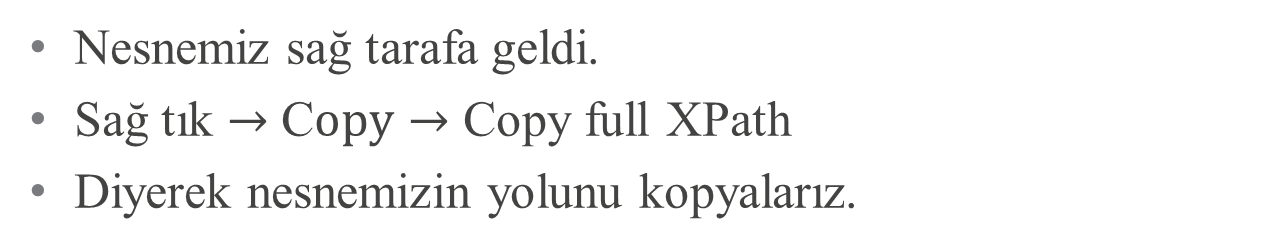 • Nesnemiz sağ tarafa geldi.
• Sağ tık → Copy → Copy full XPath
• Diyerek nesnemizin yolunu kopyalarız.